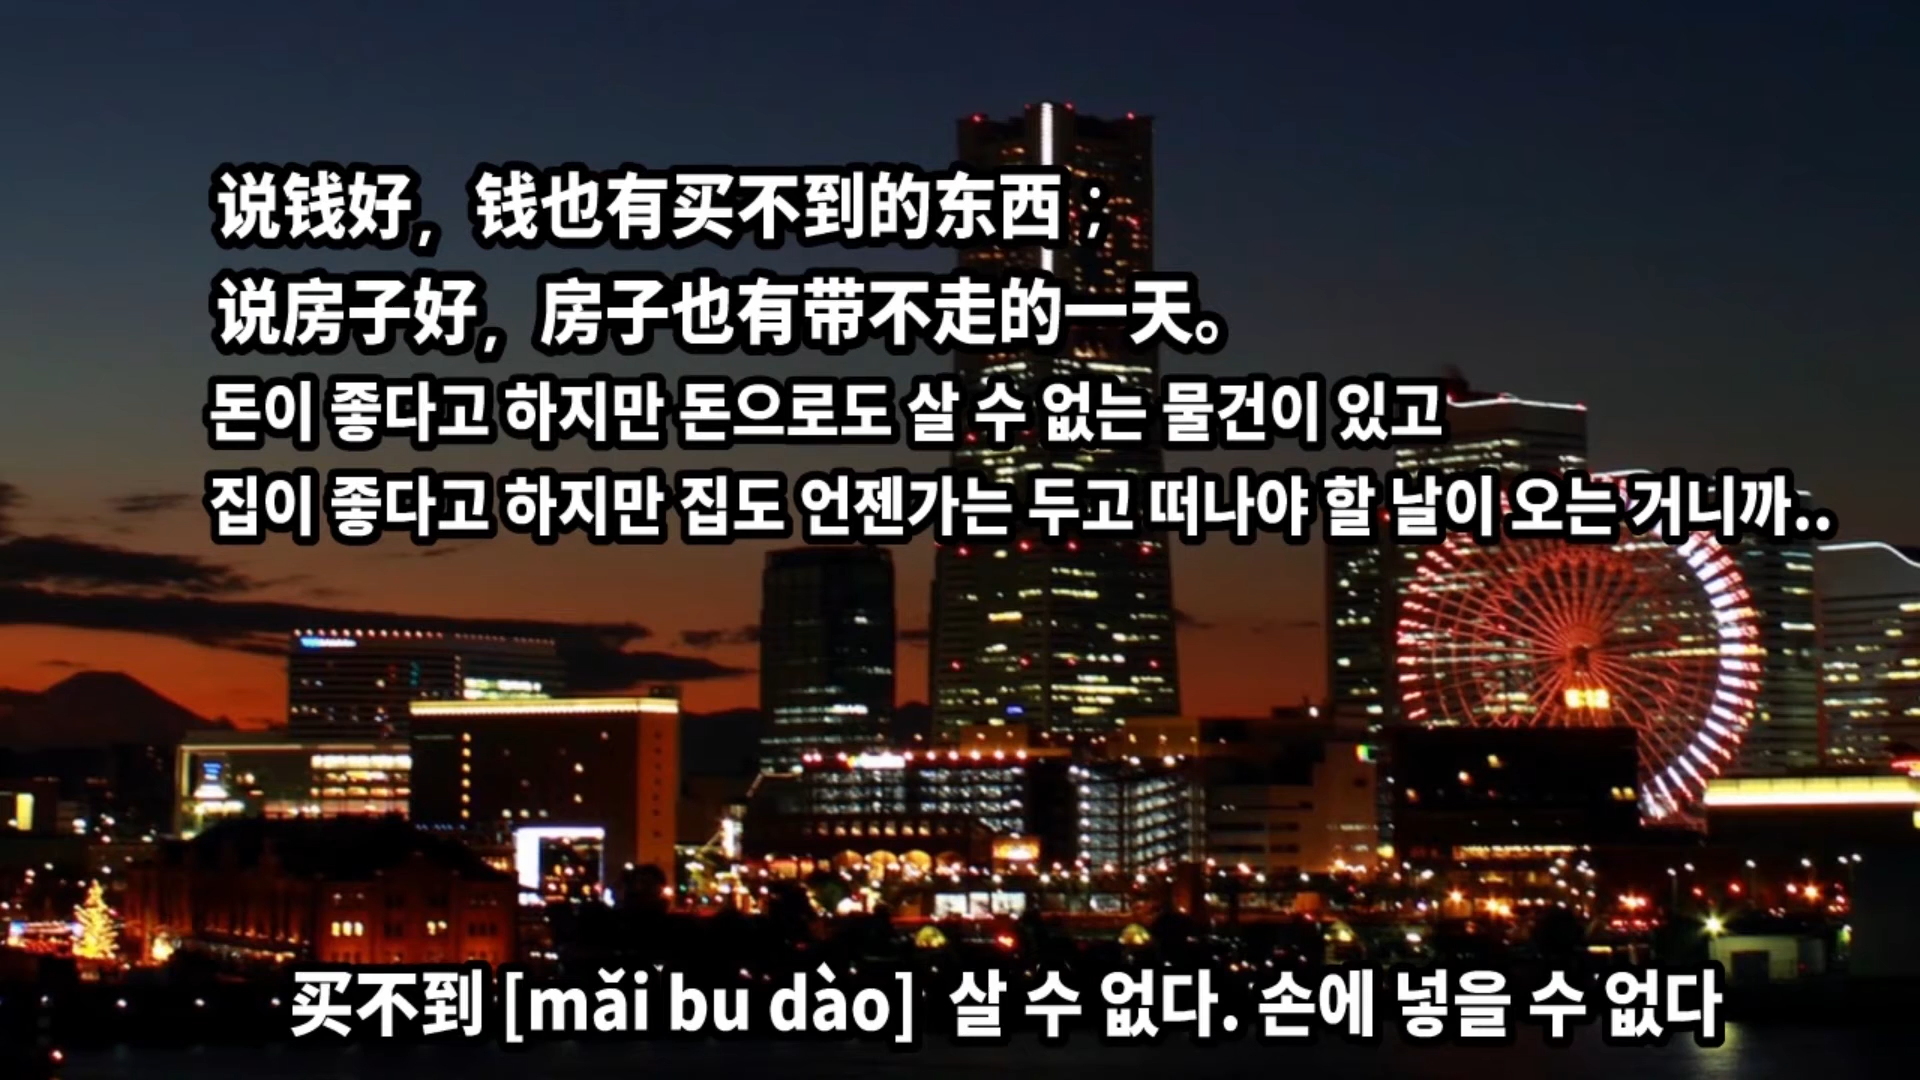 说钱好，钱也有买不到的东西；
说房子好，房子也有带不走的一天。
돈이 좋다고 하지만 돈으로도 살 수 없는 물건이 있고
집이 좋다고 하지만 집도 언젠가는 두고 떠나야 할 날이 오는 거니까..
买不到 [mǎi bu dào] 살 수 없다. 손에 넣을 수 없다